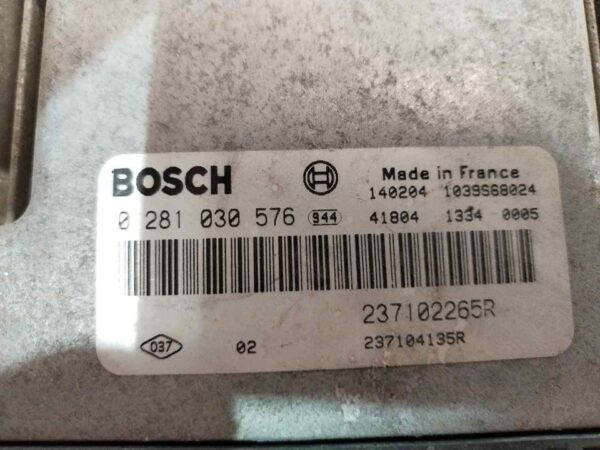 BOSCH Made in France
140204 1039S68024
0 281 030 576 944 41804 1334 0005
237102265R
037 02 237104135R